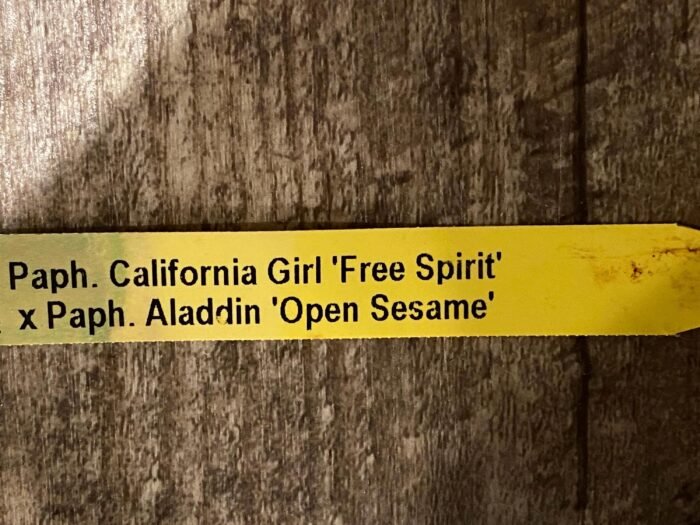 Paph. California Girl 'Free Spirit'
x Paph. Aladdin 'Open Sesame'